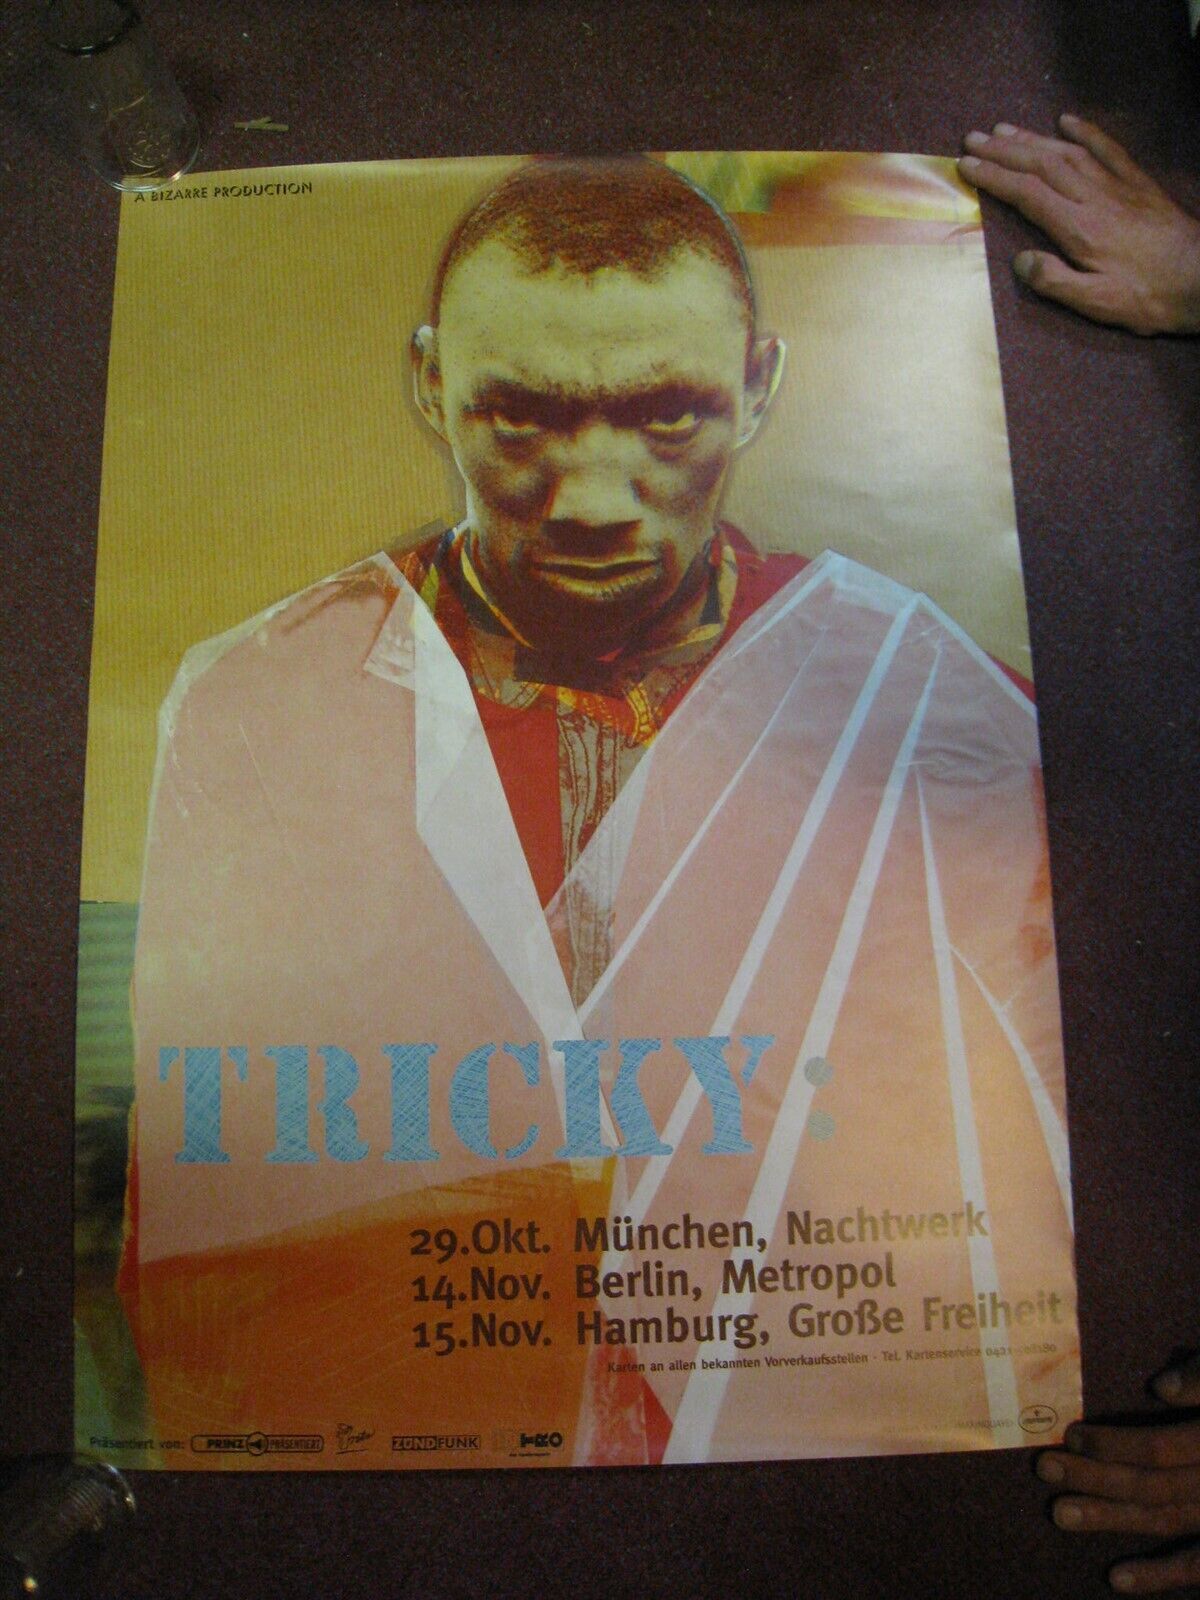 A BIZARRE PRODUCTION
TRICKY:
29.Okt. München, Nachtwerk
14.Nov. Berlin, Metropol
15.Nov. Hamburg, Große Freiheit
Karten an allen bekannten Vorverkaufsstellen - Tel. Kartenservice
Präsentiert von: PRINZ PRÄSENTIERT ZÜNDFUNK